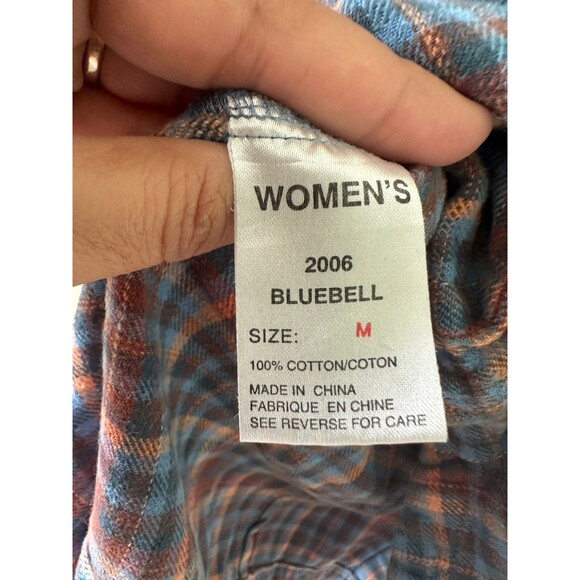 WOMEN'S
2006
BLUEBELL
SIZE: M
100% COTTON/COTON
MADE IN CHINA
FABRIQUE EN CHINE
SEE REVERSE FOR CARE